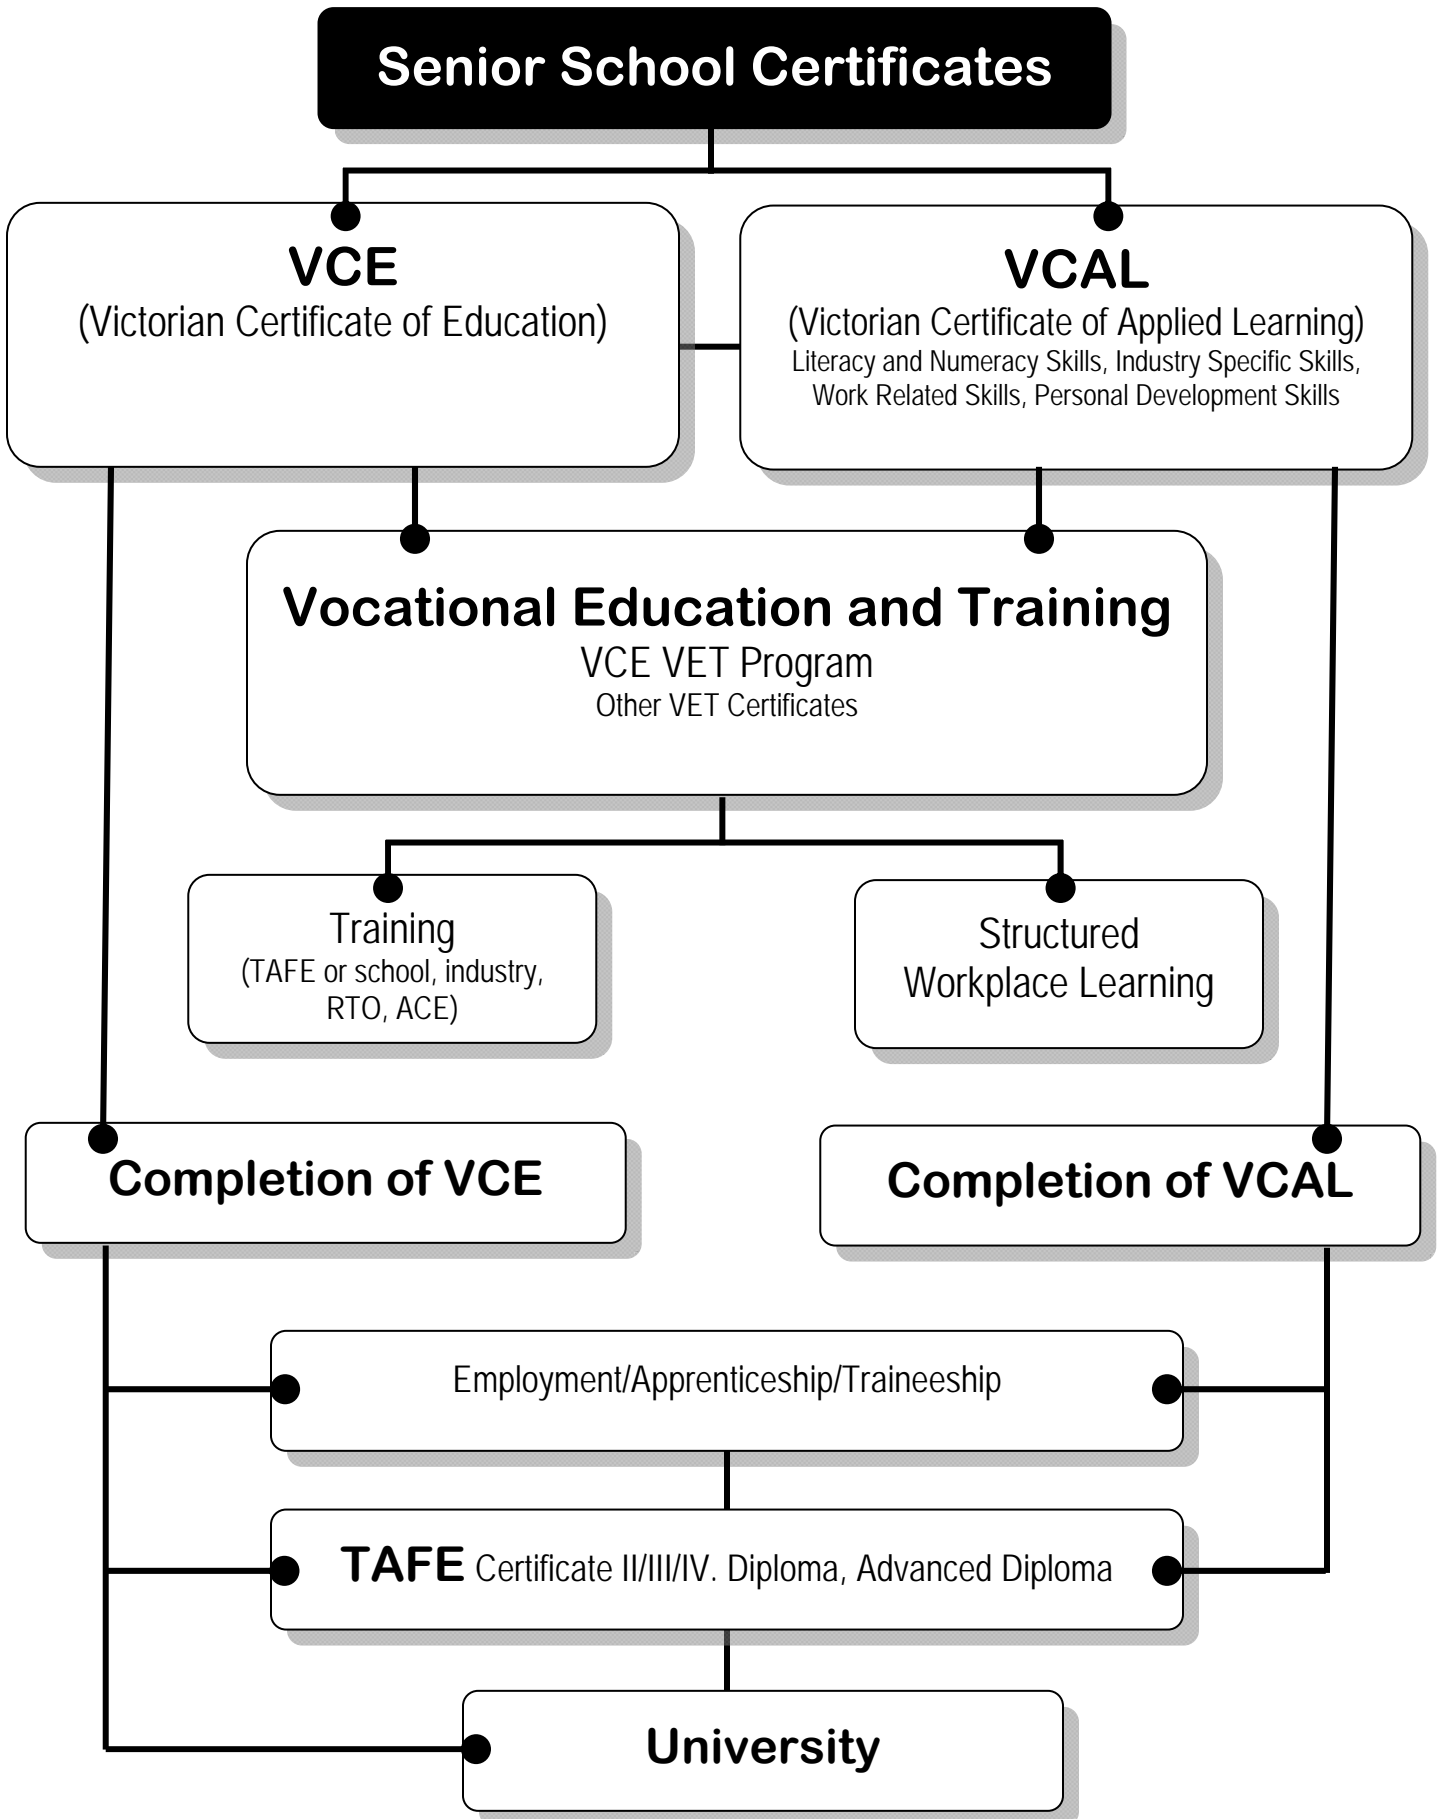 Senior School Certificates
VCE
(Victorian Certificate of Education)
VCAL
(Victorian Certificate of Applied Learning)
Literacy and Numeracy Skills, Industry Specific Skills,
Work Related Skills, Personal Development Skills
Vocational Education and Training
VCE VET Program
Other VET Certificates
Training
(TAFE or school, industry,
RTO, ACE)
Structured
Workplace Learning
Completion of VCE
Completion of VCAL
Employment/Apprenticeship/Traineeship
TAFE Certificate II/III/IV. Diploma, Advanced Diploma
University